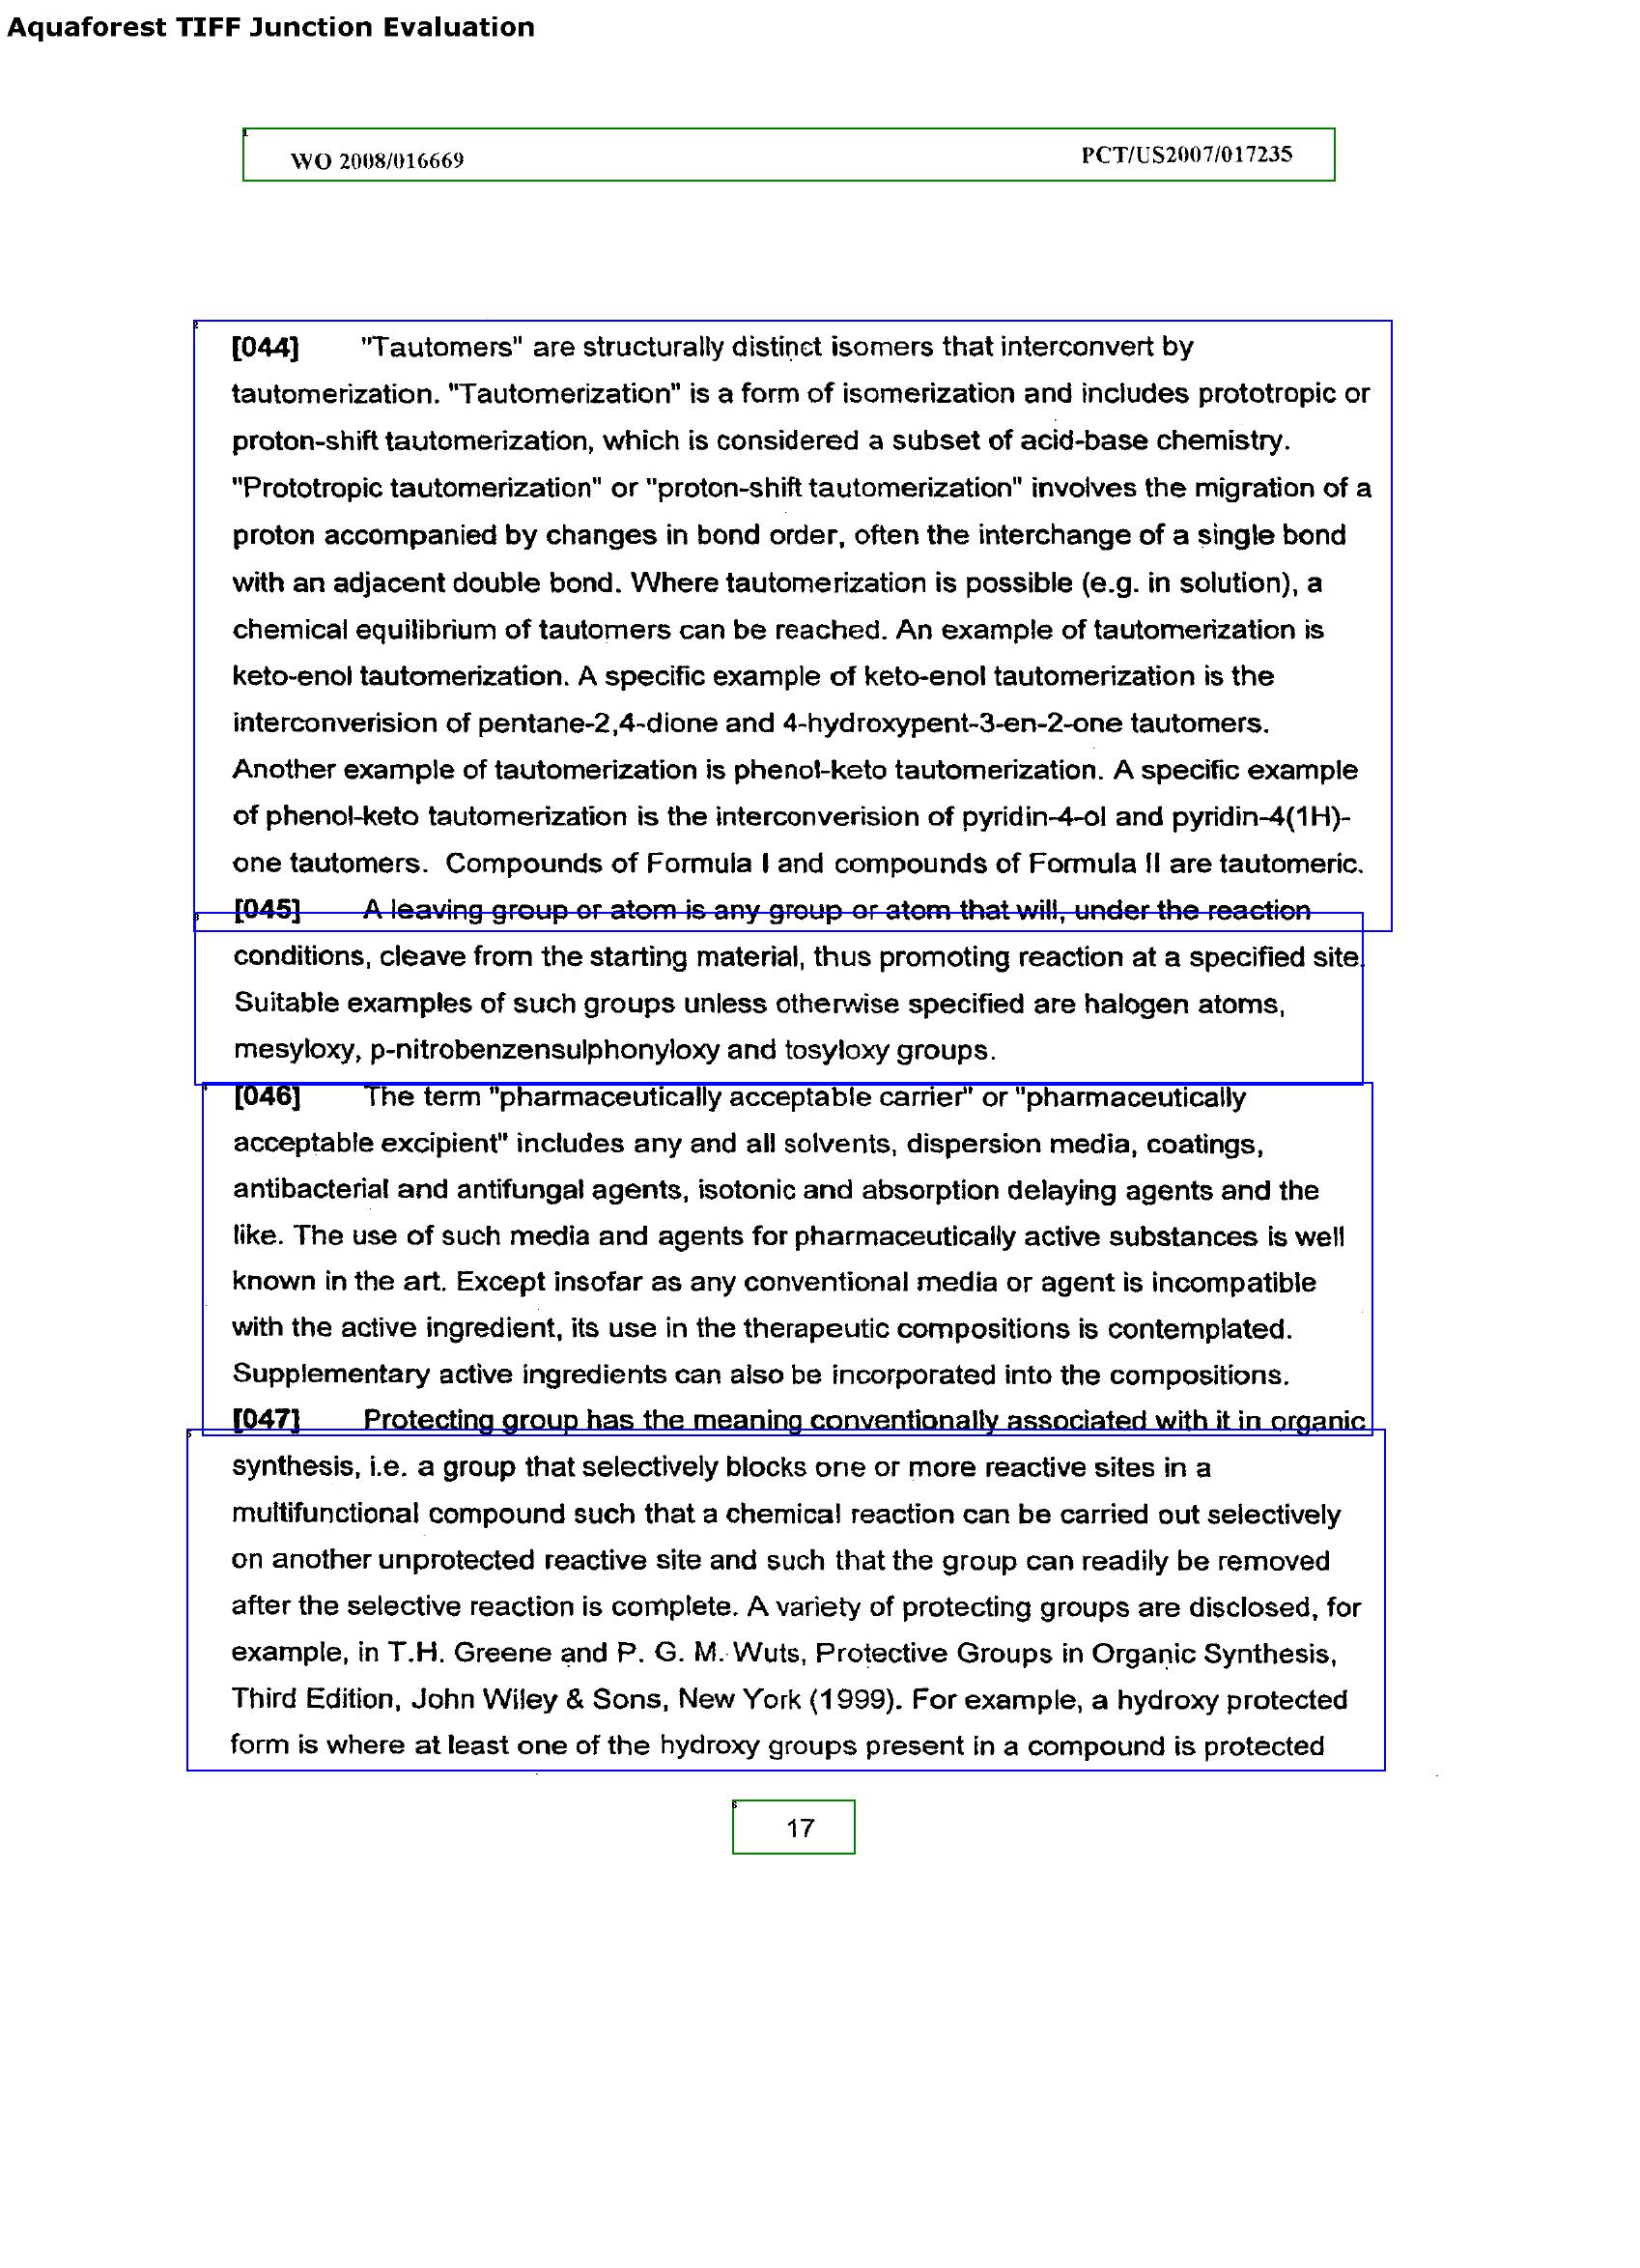 Aquaforest TIFF Junction Evaluation
WO 2008/016669 PCT/US2007/017235
[044] "Tautomers" are structurally distinct isomers that interconvert by
tautomerization. "Tautomerization" is a form of isomerization and includes prototropic or
proton-shift tautomerization, which is considered a subset of acid-base chemistry.
"Prototropic tautomerization" or "proton-shift tautomerization" involves the migration of a
proton accompanied by changes in bond order, often the interchange of a single bond
with an adjacent double bond. Where tautomerization is possible (e.g. in solution), a
chemical equilibrium of tautomers can be reached. An example of tautomerization is
keto-enol tautomerization. A specific example of keto-enol tautomerization is the
interconverision of pentane-2,4-dione and 4-hydroxypent-3-en-2-one tautomers.
Another example of tautomerization is phenol-keto tautomerization. A specific example
of phenol-keto tautomerization is the interconverision of pyridin-4-ol and pyridin-4(1H)-
one tautomers. Compounds of Formula I and compounds of Formula II are tautomeric.
[045] A leaving group or atom is any group or atom that will, under the reaction
conditions, cleave from the starting material, thus promoting reaction at a specified site.
Suitable examples of such groups unless otherwise specified are halogen atoms,
mesyloxy, p-nitrobenzensulphonyloxy and tosyloxy groups.
[046] The term "pharmaceutically acceptable carrier" or "pharmaceutically
acceptable excipient" includes any and all solvents, dispersion media, coatings,
antibacterial and antifungal agents, isotonic and absorption delaying agents and the
like. The use of such media and agents for pharmaceutically active substances is well
known in the art. Except insofar as any conventional media or agent is incompatible
with the active ingredient, its use in the therapeutic compositions is contemplated.
Supplementary active ingredients can also be incorporated into the compositions.
[047] Protecting group has the meaning conventionally associated with it in organic
synthesis, i.e. a group that selectively blocks one or more reactive sites in a
multifunctional compound such that a chemical reaction can be carried out selectively
on another unprotected reactive site and such that the group can readily be removed
after the selective reaction is complete. A variety of protecting groups are disclosed, for
example, in T.H. Greene and P. G. M. Wuts, Protective Groups in Organic Synthesis,
Third Edition, John Wiley & Sons, New York (1999). For example, a hydroxy protected
form is where at least one of the hydroxy groups present in a compound is protected
17